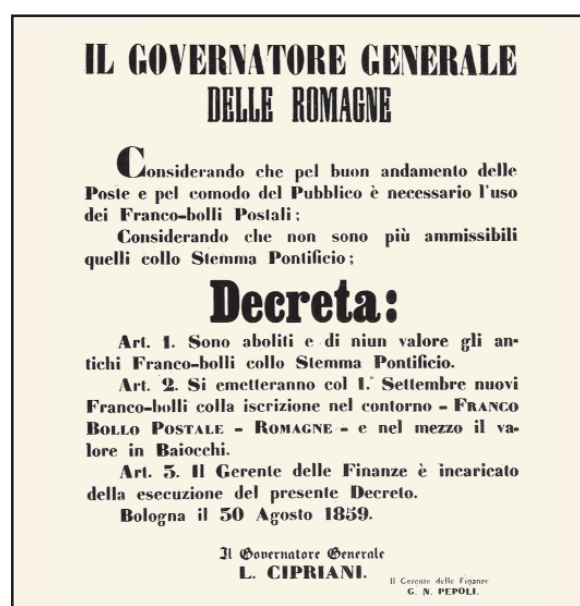 IL GOVERNATORE GENERALE
DELLE ROMAGNE
Considerando che pel buon andamento delle
Poste e pel comodo del Pubblico è necessario l'uso
dei Franco-bolli Postali;
Considerando che non sono più ammissibili
quelli collo Stemma Pontificio;
Decreta:
Art. 1. Sono aboliti e di niun valore gli an-
tichi Franco-bolli collo Stemma Pontificio.
Art. 2. Si emetteranno col 1.° Settembre nuovi
Franco-bolli colla iscrizione nel contorno - FRANCO
BOLLO POSTALE - ROMAGNE - e nel mezzo il va-
lore in Baiocchi.
Art. 3. Il Gerente delle Finanze è incaricato
della esecuzione del presente Decreto.
Bologna il 30 Agosto 1859.
Il Governatore Generale
L. CIPRIANI.
Il Gerente delle Finanze
G. N. PEPOLI.